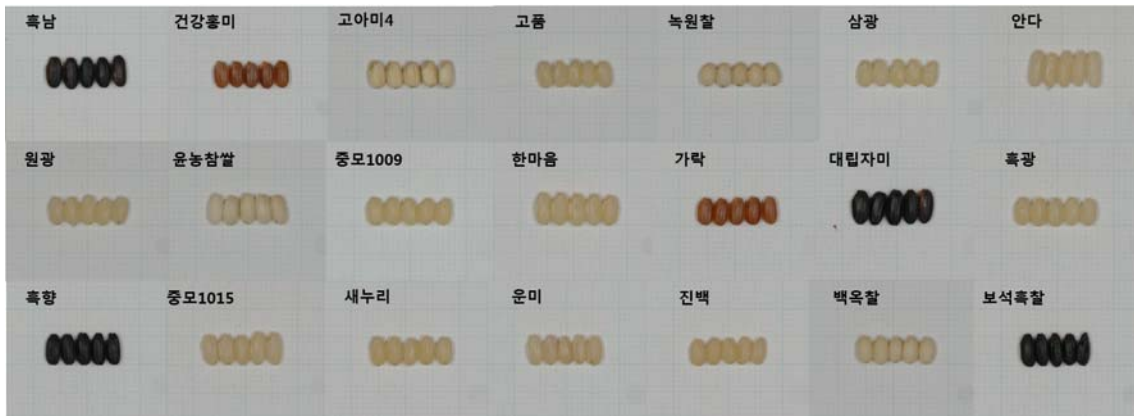 흑남 건강홍미 고아미4 고품 녹원찰 삼광 안다
원광 윤농참쌀 중모1009 한마음 가락 대립자미 흑광
흑향 중모1015 새누리 운미 진백 백옥찰 보석흑찰